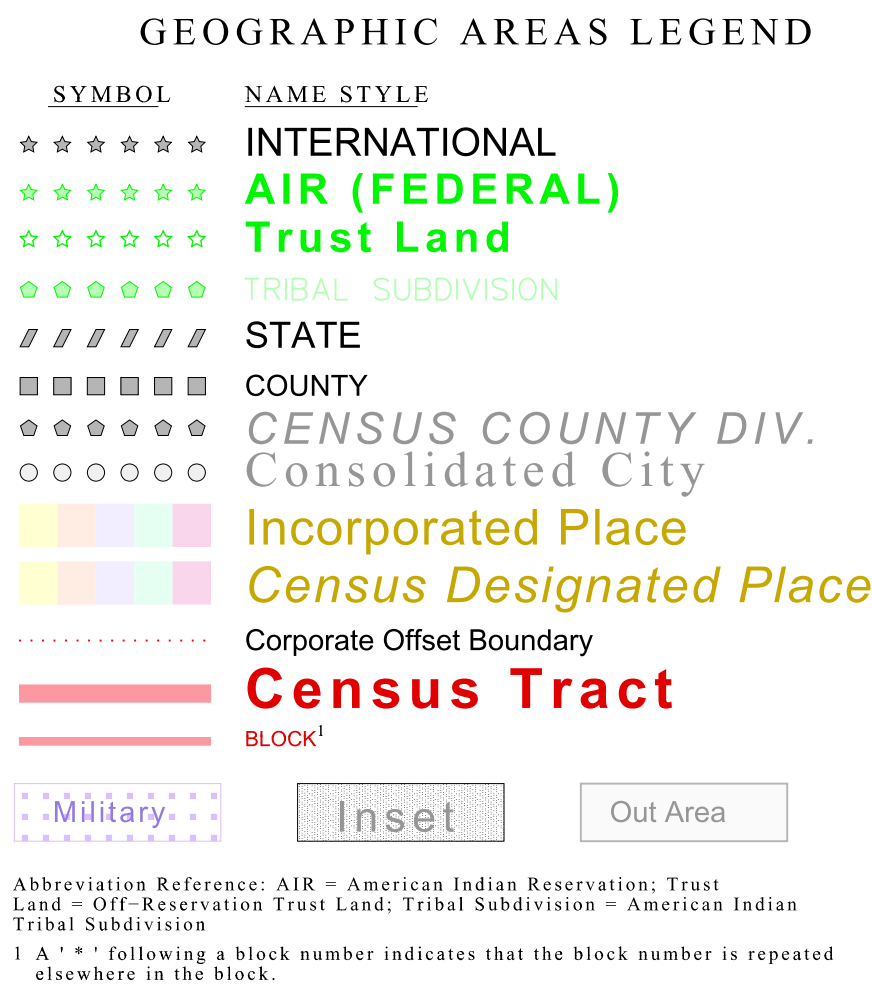 GEOGRAPHIC AREAS LEGEND
SYMBOL NAME STYLE
INTERNATIONAL
AIR (FEDERAL)
Trust Land
TRIBAL SUBDIVISION
STATE
COUNTY
CENSUS COUNTY DIV.
Consolidated City
Incorporated Place
Census Designated Place
Corporate Offset Boundary
Census Tract
BLOCK1
Military Inset Out Area
Abbreviation Reference: AIR = American Indian Reservation; Trust
Land = Off−Reservation Trust Land; Tribal Subdivision = American Indian
Tribal Subdivision
1 A ' * ' following a block number indicates that the block number is repeated
elsewhere in the block.